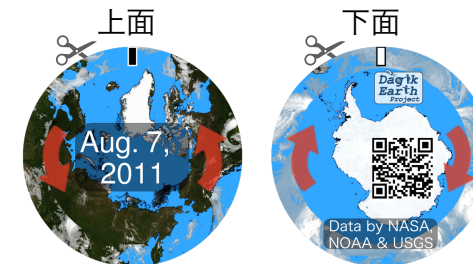 上面
下面
Aug. 7,
2011
Dagik
Earth
Project
Data by NASA,
NOAA & USGS